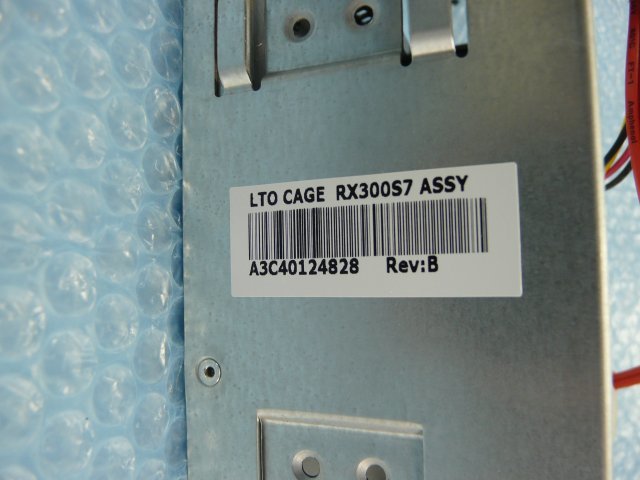 LTO CAGE RX300S7 ASSY
A3C40124828 Rev:B